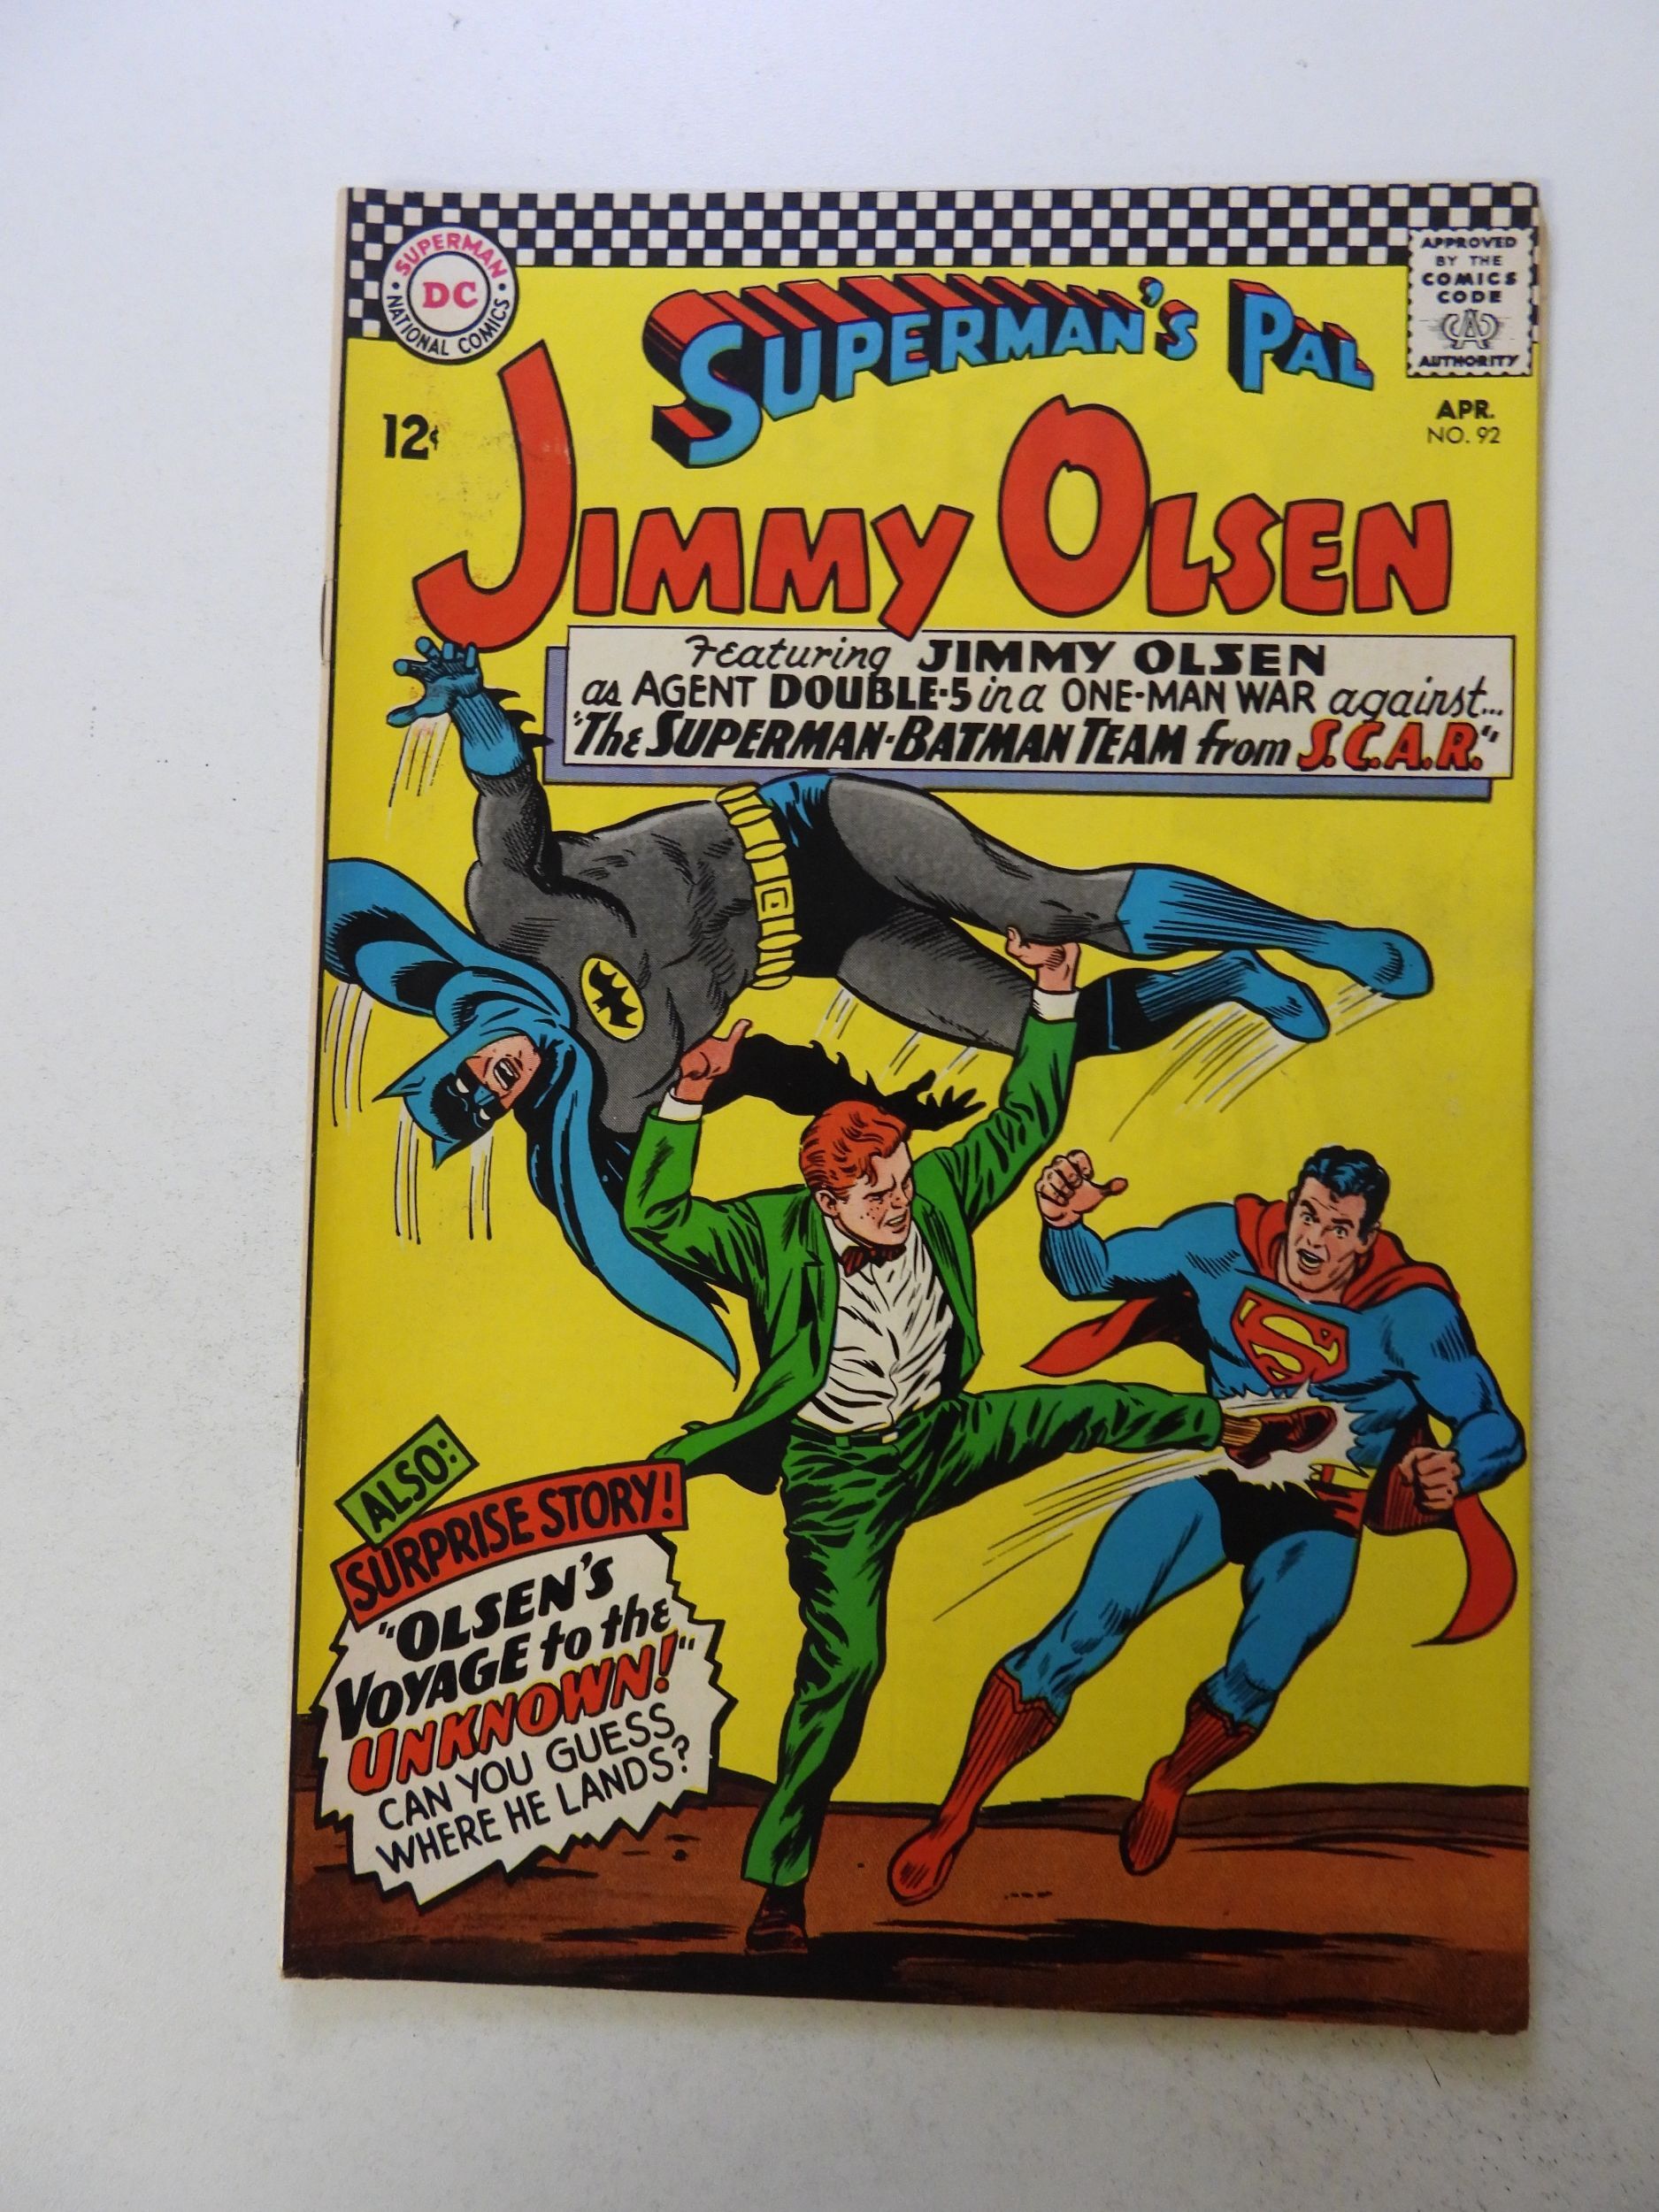 SUPERMAN
DC
NATIONAL COMICS
APPROVED
BY THE
COMICS
CODE
CA
AUTHORITY
SUPERMAN'S PAL
12¢
APR.
NO. 92
JIMMY OLSEN
Featuring JIMMY OLSEN
as AGENT DOUBLE-5 in a ONE-MAN WAR against...
"The SUPERMAN-BATMAN TEAM from S.C.A.R."
S
ALSO:
SURPRISE STORY!
"OLSEN'S
VOYAGE to the
UNKNOWN!"
CAN YOU GUESS
WHERE HE LANDS?